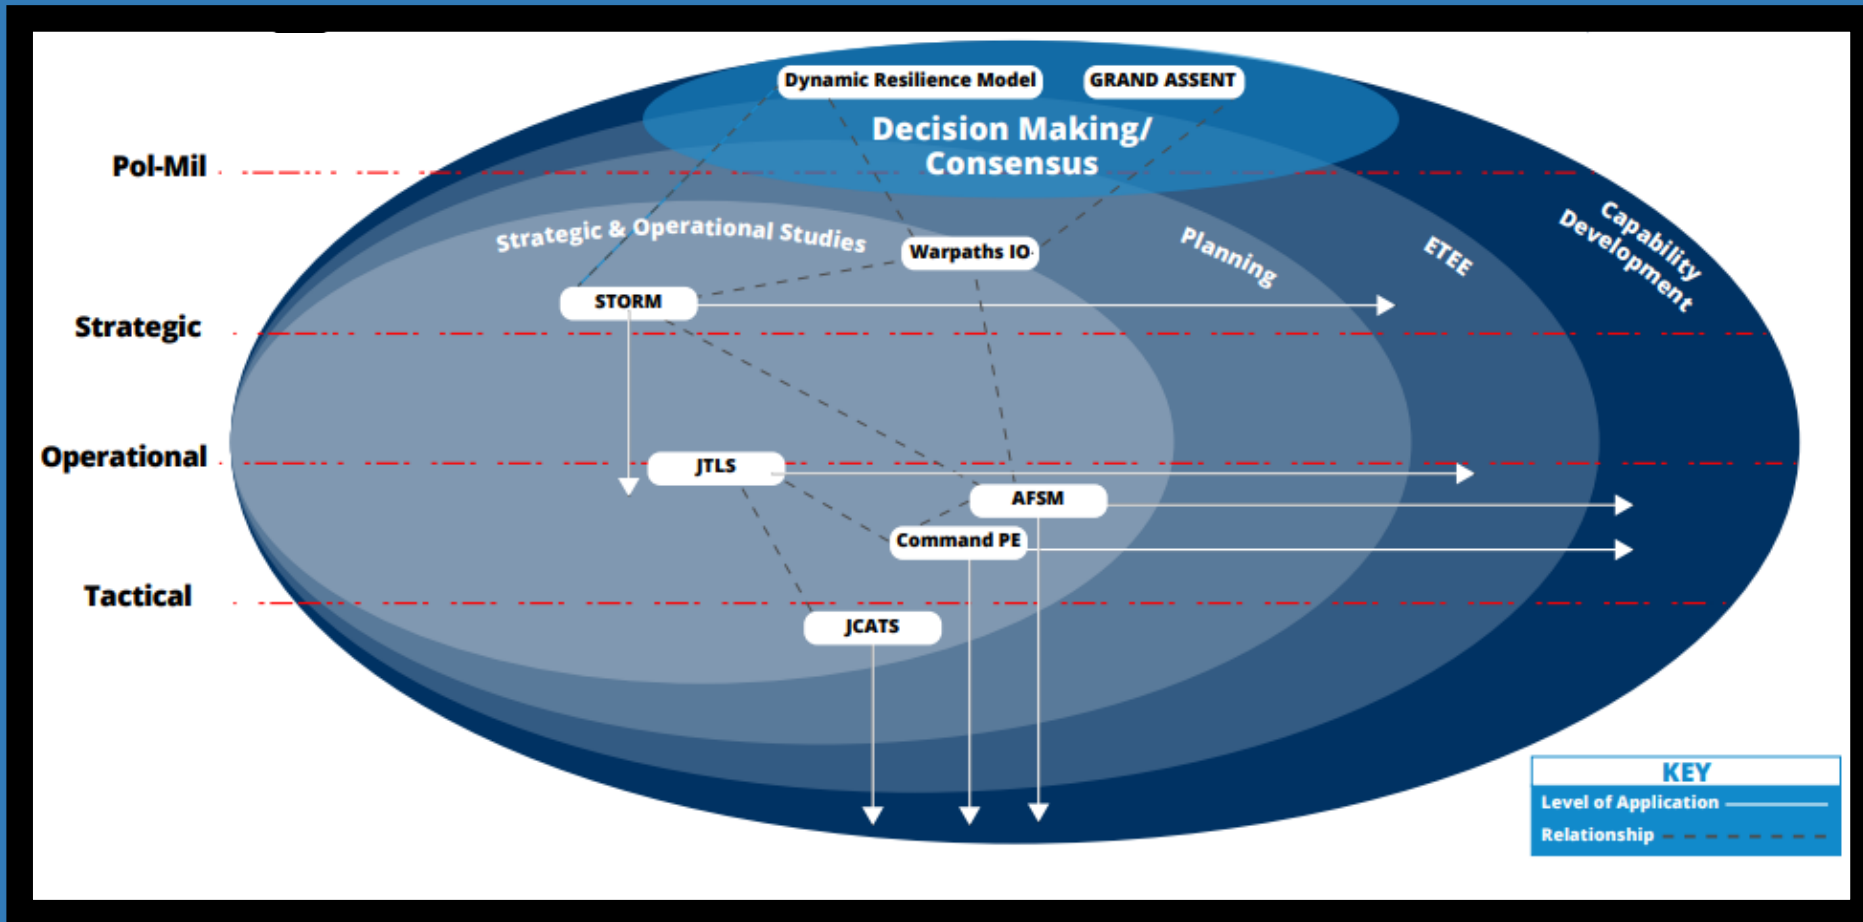 Dynamic Resilience Model
GRAND ASSENT
Decision Making/
Consensus
Pol-Mil
Strategic & Operational Studies
Warpaths IO
Planning
ETEE
Capability
Development
STORM
Strategic
Operational
JTLS
AFSM
Command PE
Tactical
JCATS
KEY
Level of Application
Relationship